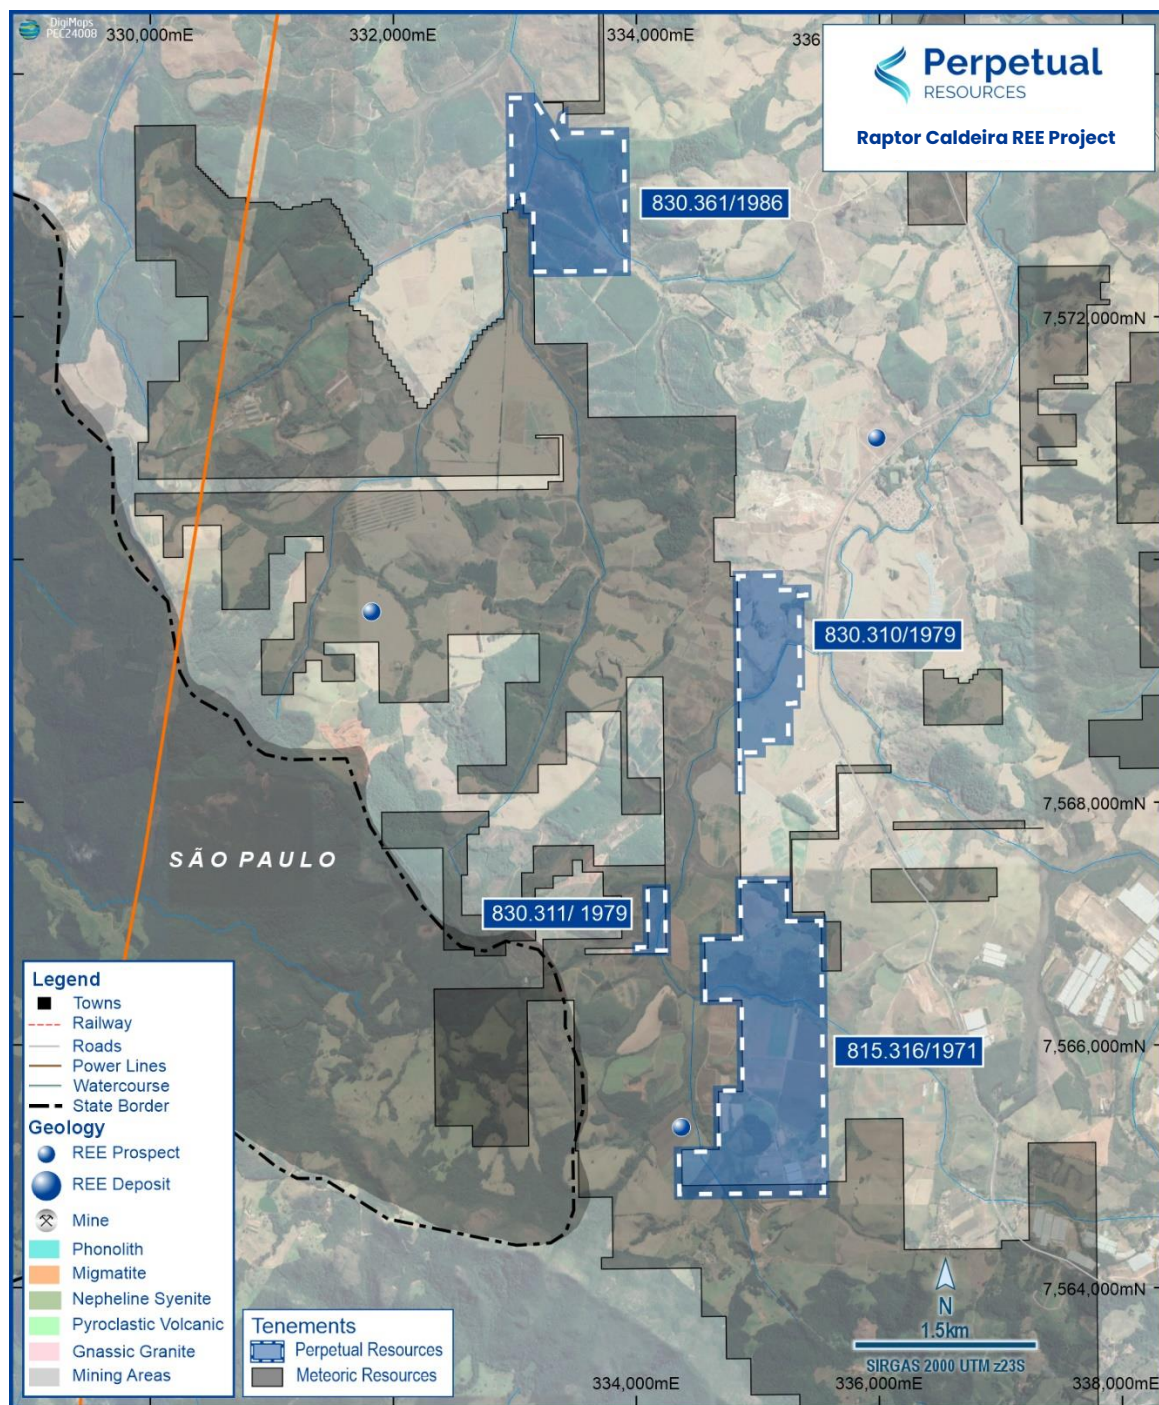 DigiMaps
PEC24008
330,000mE
332,000mE
334,000mE
336
Perpetual
RESOURCES
Raptor Caldeira REE Project
830.361/1986
7,572,000mN
830.310/1979
7,568,000mN
SÃO PAULO
830.311/ 1979
815.316/1971
7,566,000mN
Legend
Towns
Railway
Roads
Power Lines
Watercourse
State Border
Geology
REE Prospect
REE Deposit
Mine
Phonolith
Migmatite
Nepheline Syenite
Pyroclastic Volcanic
Gnassic Granite
Mining Areas
Tenements
Perpetual Resources
Meteoric Resources
7,564,000mN
N
1.5km
SIRGAS 2000 UTM z23S
334,000mE
336,000mE
338,000mE